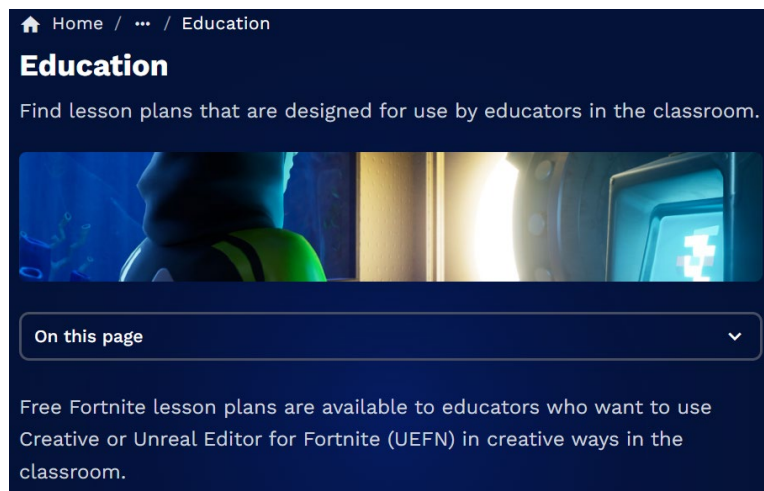 Home / ··· / Education
Education
Find lesson plans that are designed for use by educators in the classroom.
On this page
Free Fortnite lesson plans are available to educators who want to use
Creative or Unreal Editor for Fortnite (UEFN) in creative ways in the
classroom.